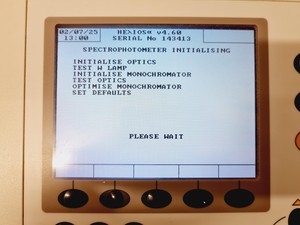 02/07/25 HEλIOSα v4.60
13:00 SERIAL No 143413
SPECTROPHOTOMETER INITIALISING
INITIALISE OPTICS
TEST W LAMP
INITIALISE MONOCHROMATOR
TEST OPTICS
OPTIMISE MONOCHROMATOR
SET DEFAULTS
PLEASE WAIT